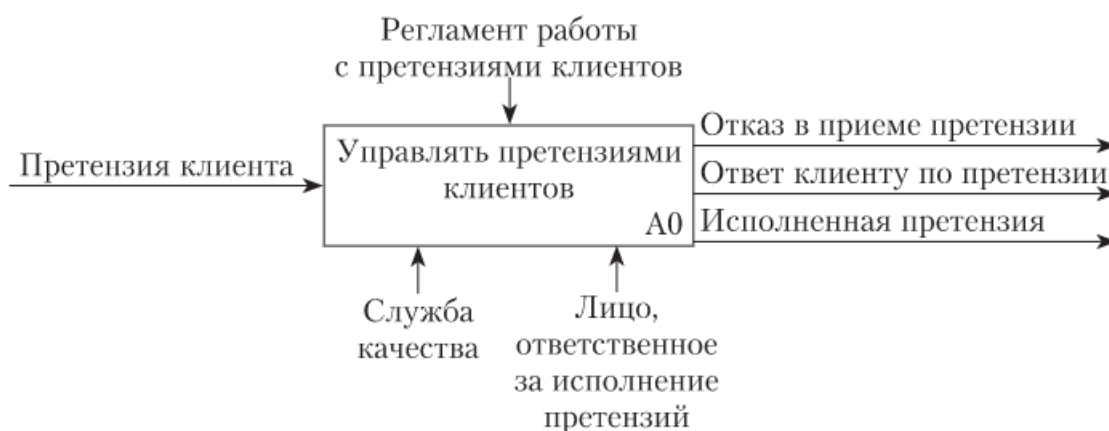 Регламент работы
с претензиями клиентов
Претензия клиента
Управлять претензиями
клиентов
А0
Отказ в приеме претензии
Ответ клиенту по претензии
Исполненная претензия
Служба
качества
Лицо,
ответственное
за исполнение
претензий